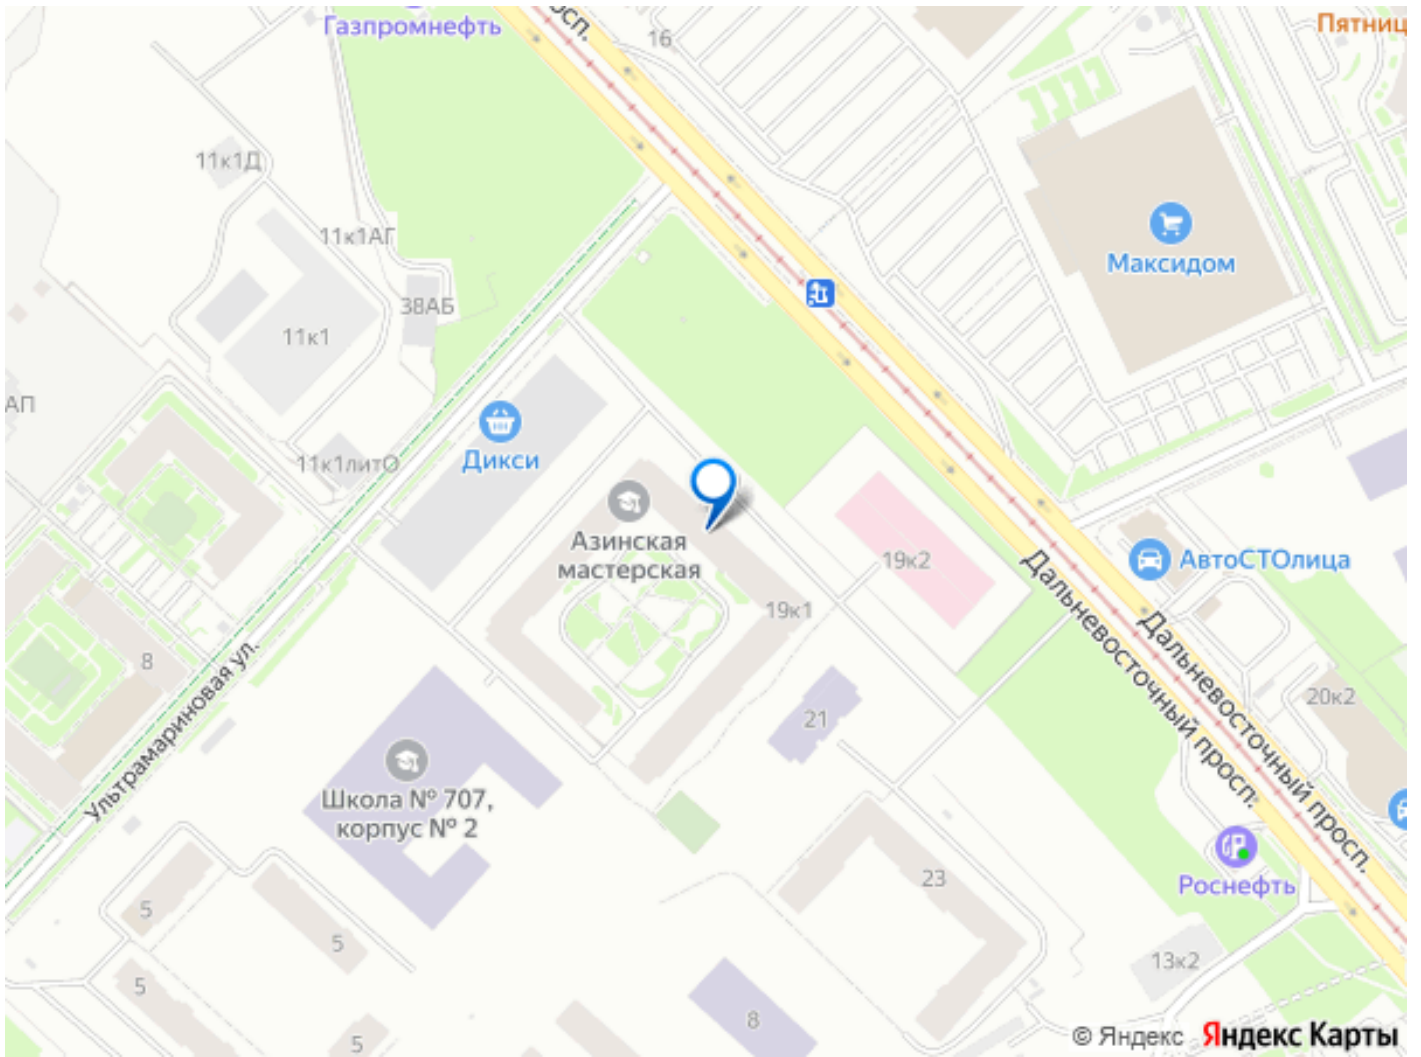 Газпромнефть
просп.
16
Пятниц
11к1Д
11к1АГ
38АБ
11к1
Максидом
АП
11к1литО
Дикси
Азинская
мастерская
19к2
АвтоСТОлица
19к1
Дальневосточный просп.
Дальневосточный просп.
8
Ультрамариновая ул.
21
20к2
Школа № 707,
корпус № 2
Роснефть
23
5
5
13к2
5
8
5
© Яндекс Яндекс Карты